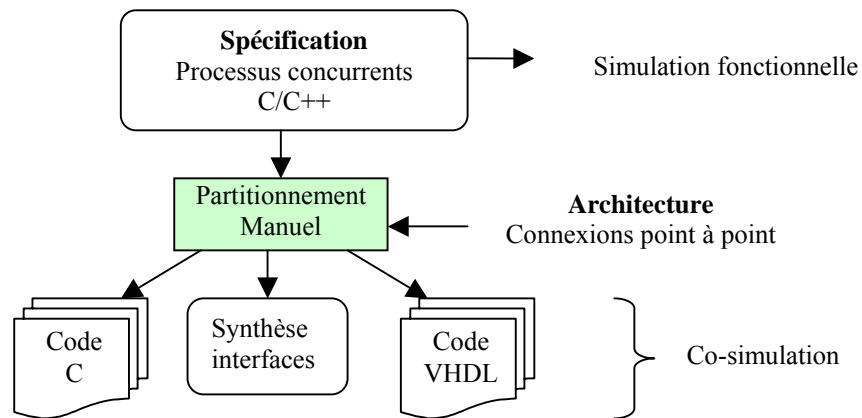 Spécification
Processus concurrents
C/C++
Simulation fonctionnelle
Partitionnement
Manuel
Architecture
Connexions point à point
Code
C
Synthèse
interfaces
Code
VHDL
Co-simulation